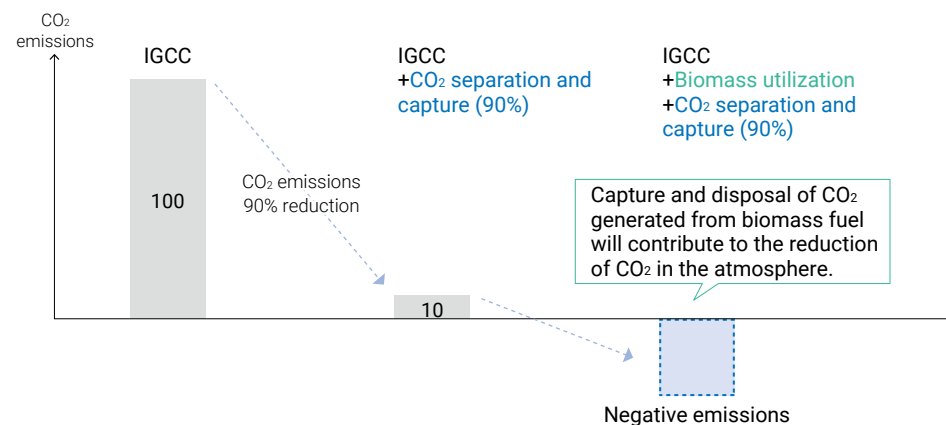 CO₂
emissions
IGCC
100
CO₂ emissions
90% reduction
IGCC
+CO₂ separation and
capture (90%)
10
IGCC
+Biomass utilization
+CO₂ separation and
capture (90%)
Capture and disposal of CO₂
generated from biomass fuel
will contribute to the reduction
of CO₂ in the atmosphere.
Negative emissions